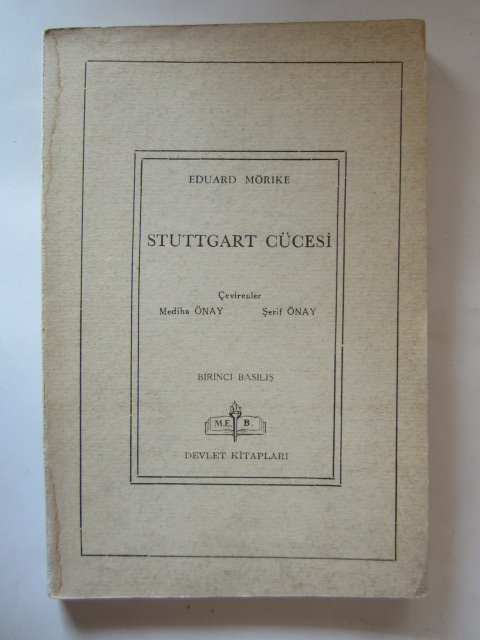 EDUARD MÖRIKE
STUTTGART CÜCESİ
Çevirenler
Mediha ÖNAY Şerif ÖNAY
BİRİNCİ BASILIŞ
M.E. B.
DEVLET KİTAPLARI